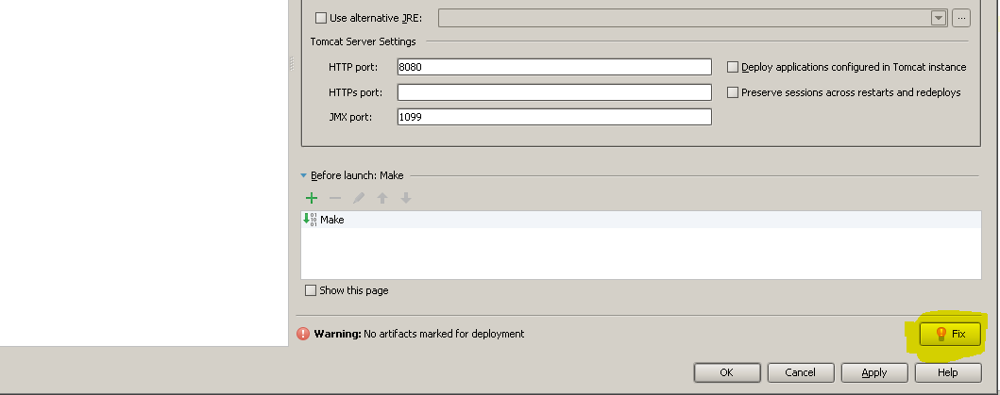 Use alternative JRE:
...
Tomcat Server Settings
HTTP port: 8080 Deploy applications configured in Tomcat instance
HTTPs port: Preserve sessions across restarts and redeploys
JMX port: 1099
Before launch: Make
Make
Show this page
Warning: No artifacts marked for deployment Fix
OK Cancel Apply Help